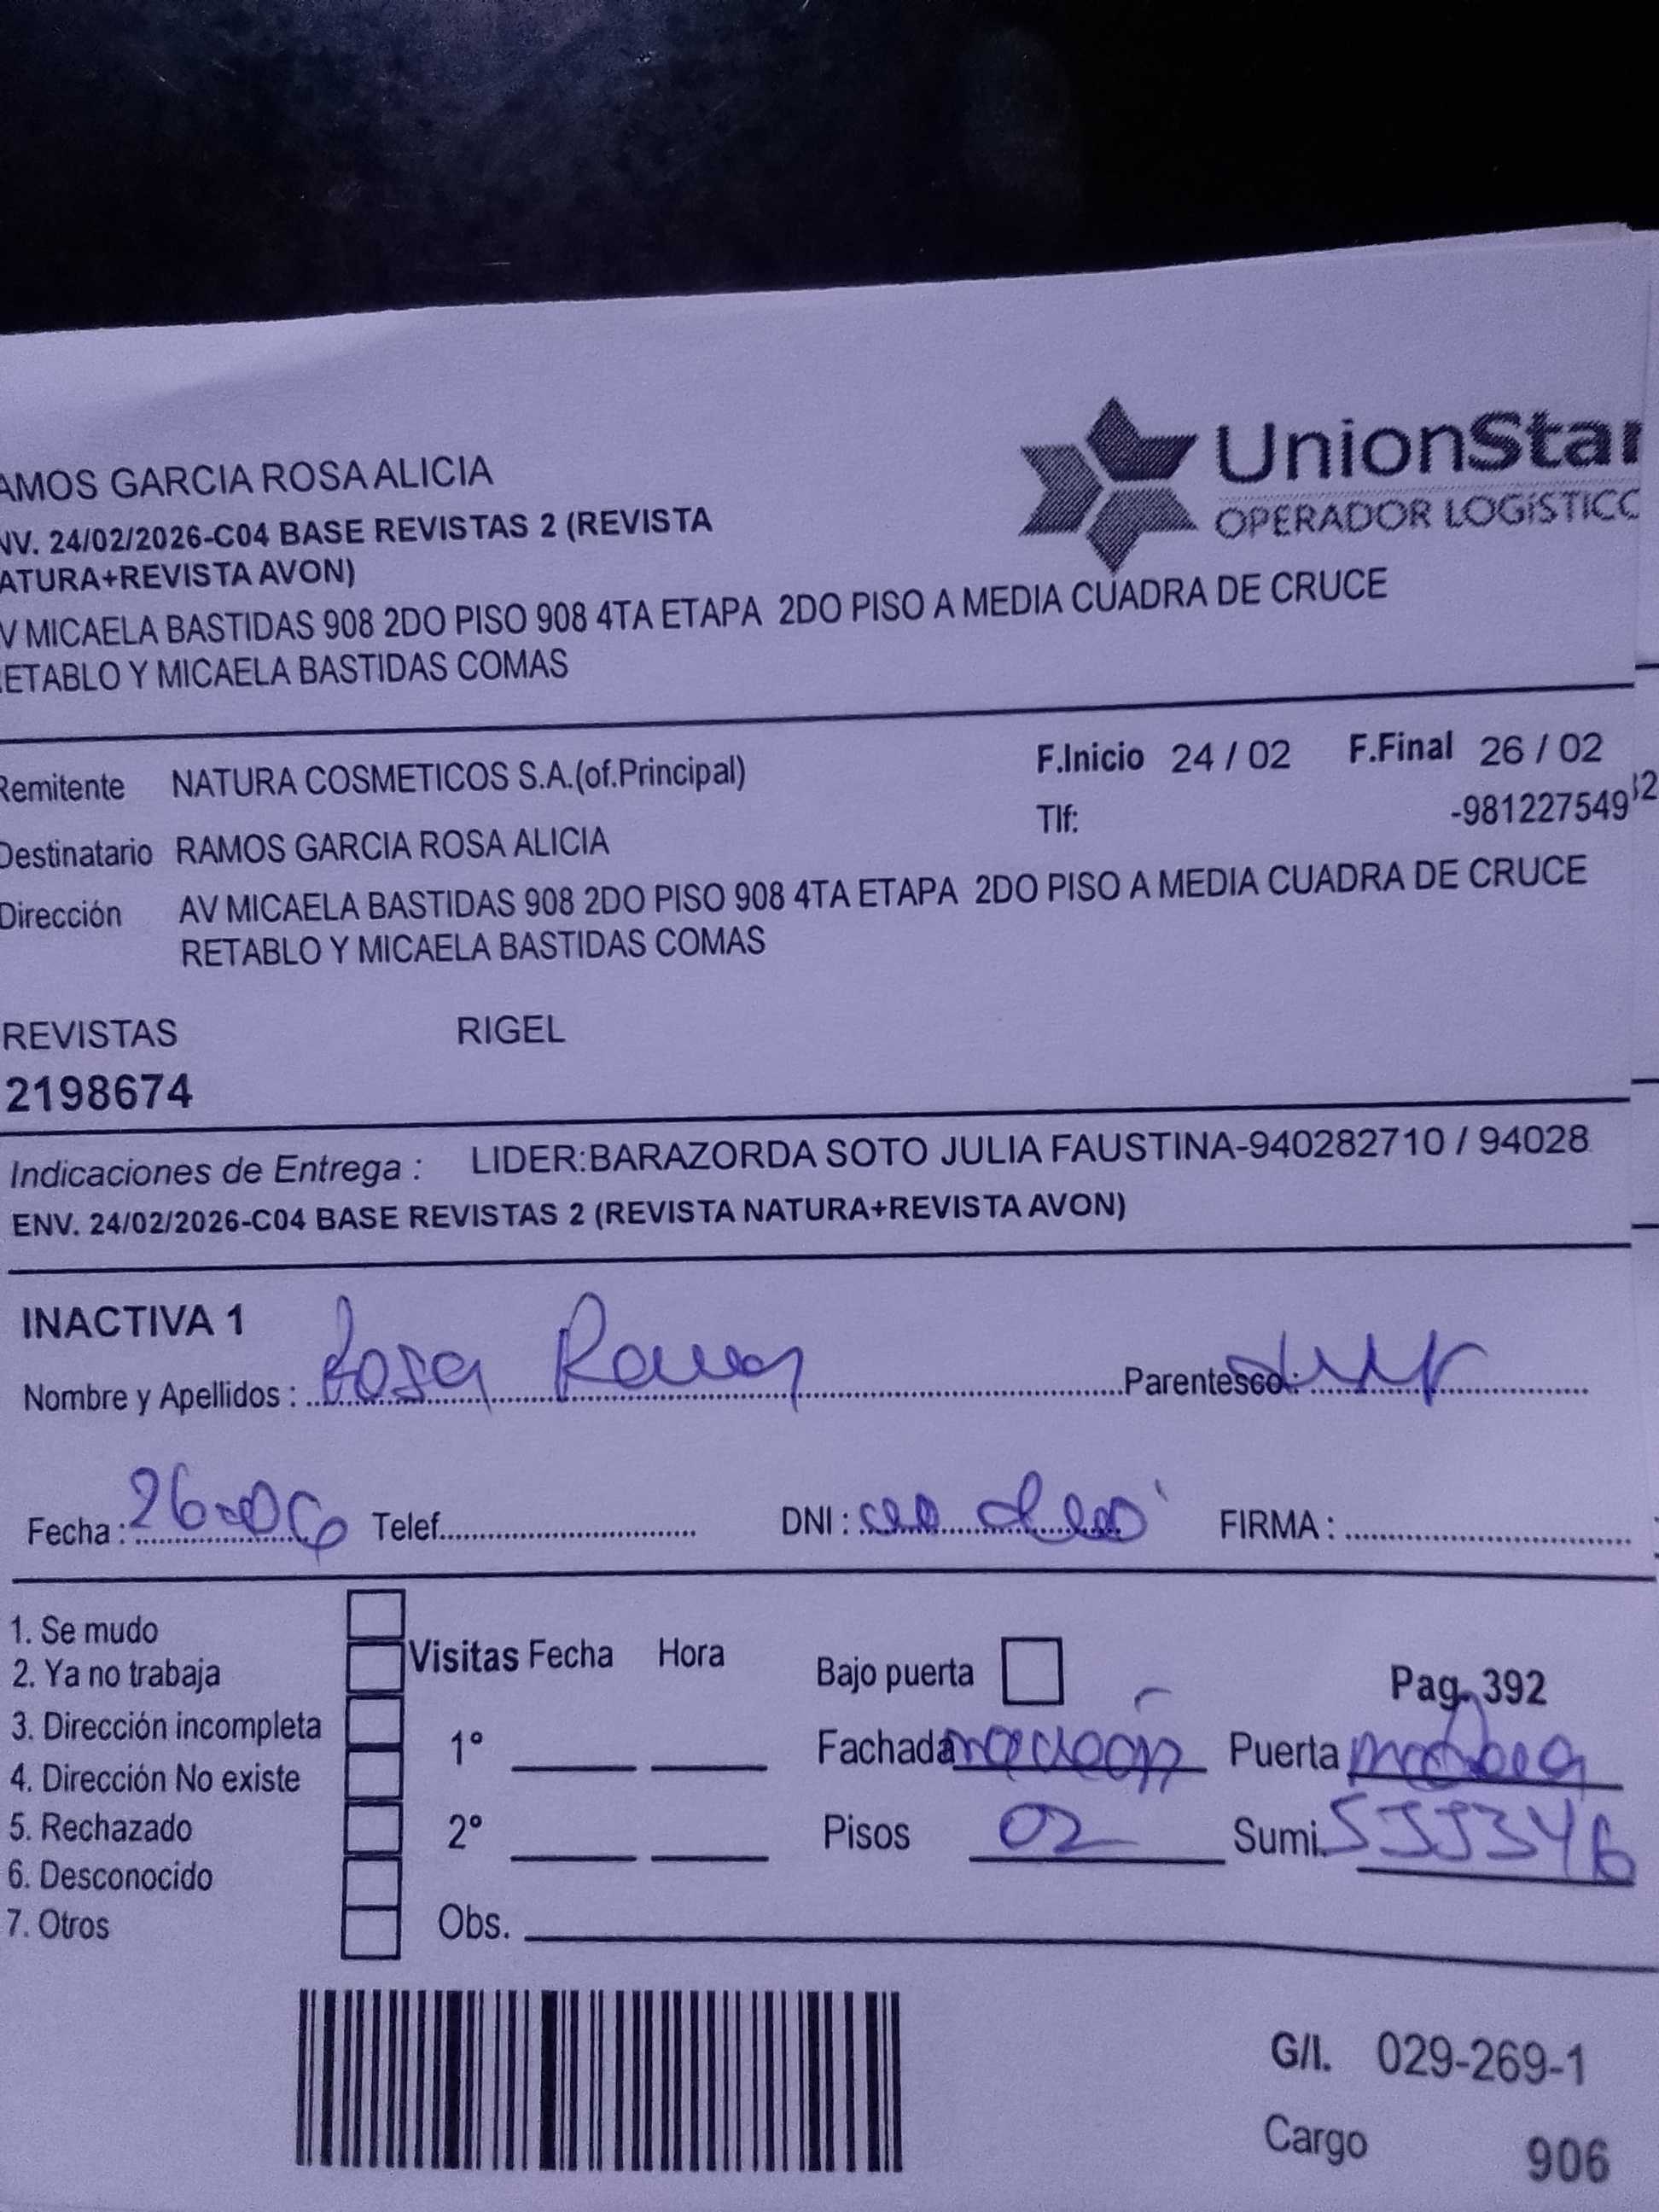 AMOS GARCIA ROSA ALICIA
NV. 24/02/2026-C04 BASE REVISTAS 2 (REVISTA
ATURA+REVISTA AVON)
V MICAELA BASTIDAS 908 2DO PISO 908 4TA ETAPA 2DO PISO A MEDIA CUADRA DE CRUCE
ETABLO Y MICAELA BASTIDAS COMAS
UnionStar
OPERADOR LOGÍSTICO
Remitente NATURA COSMETICOS S.A.(of.Principal) F.Inicio 24 / 02 F.Final 26 / 02
Tlf: -981227549
Destinatario RAMOS GARCIA ROSA ALICIA
Dirección AV MICAELA BASTIDAS 908 2DO PISO 908 4TA ETAPA 2DO PISO A MEDIA CUADRA DE CRUCE
RETABLO Y MICAELA BASTIDAS COMAS
REVISTAS RIGEL
2198674
Indicaciones de Entrega : LIDER:BARAZORDA SOTO JULIA FAUSTINA-940282710 / 94028
ENV. 24/02/2026-C04 BASE REVISTAS 2 (REVISTA NATURA+REVISTA AVON)
INACTIVA 1
Nombre y Apellidos : Rosa Ramos Parentesco :
Fecha : Telef. DNI : FIRMA :
1. Se mudo
2. Ya no trabaja
3. Dirección incompleta
4. Dirección No existe
5. Rechazado
6. Desconocido
7. Otros
Visitas Fecha Hora
1°
2°
Obs.
Bajo puerta Pag. 392
Fachada Puerta
Pisos 02 Sumi.
G/I. 029-269-1
Cargo 906